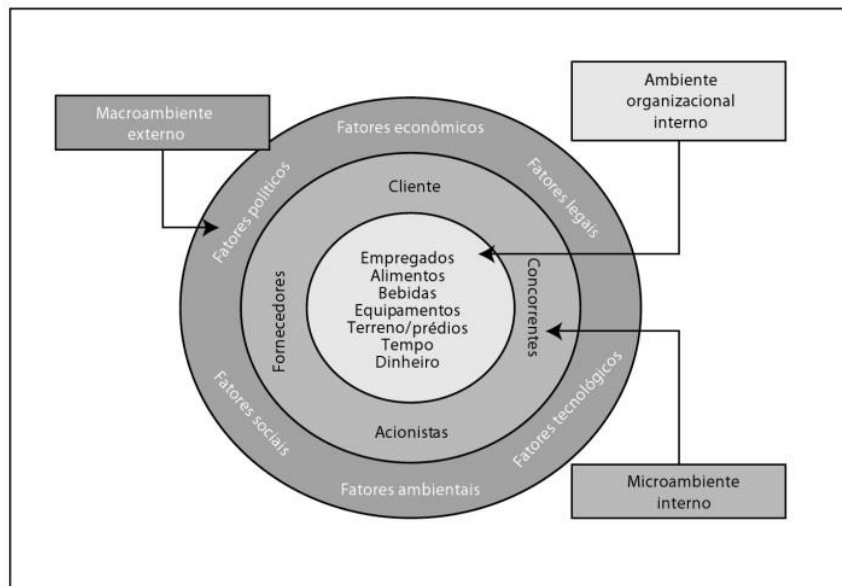 Macroambiente
externo
Ambiente
organizacional
interno
Fatores econômicos
Fatores políticos
Fatores legais
Cliente
Fornecedores
Concorrentes
Empregados
Alimentos
Bebidas
Equipamentos
Terreno/prédios
Tempo
Dinheiro
Acionistas
Fatores sociais
Fatores tecnológicos
Fatores ambientais
Microambiente
interno